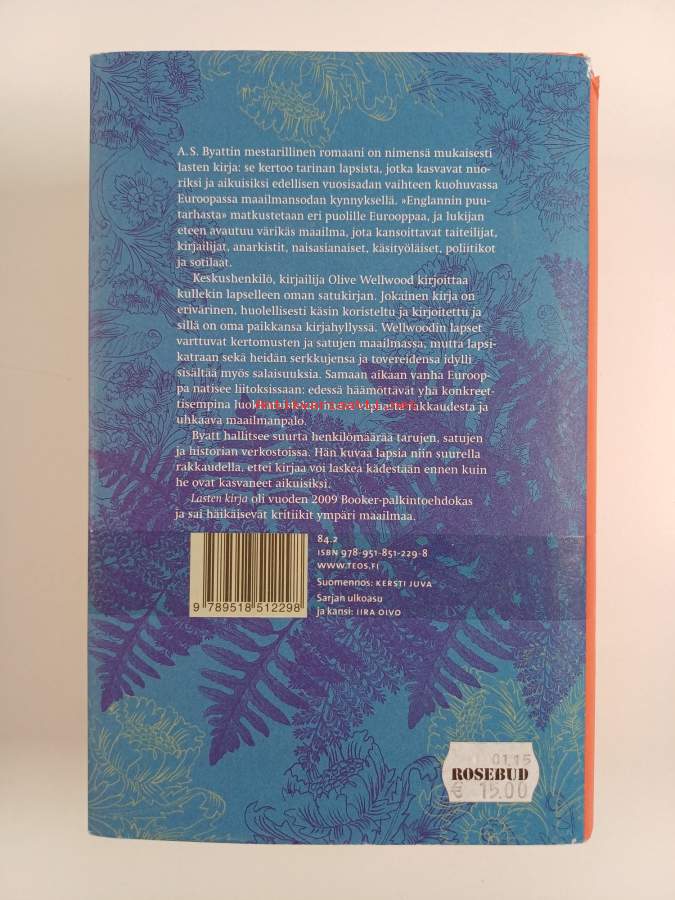 A. S. Byattin mestarillinen romaani on nimensä mukaisesti
lasten kirja: se kertoo tarinan lapsista, jotka kasvavat nuo-
riksi ja aikuisiksi edellisen vuosisadan vaihteen kuohuvassa
Euroopassa maailmansodan kynnyksellä. »Englannin puu-
tarhasta» matkustetaan eri puolille Eurooppaa, ja lukijan
eteen avautuu värikäs maailma, jota kansoittavat taiteilijat,
kirjailijat, anarkistit, naisasianaiset, käsityöläiset, poliitikot
ja sotilaat.
Keskushenkilö, kirjailija Olive Wellwood kirjoittaa
kullekin lapselleen oman satukirjan. Jokainen kirja on
erivärinen, huolellisesti käsin koristeltu ja kirjoitettu ja
sillä on oma paikkansa kirjahyllyssä. Wellwoodin lapset
varttuvat kertomusten ja satujen maailmassa, mutta lapsi-
katraan sekä heidän serkkujensa ja tovereidensa idylli
sisältää myös salaisuuksia. Samaan aikaan vanha Euroop-
pa natisee liitoksissaan: edessä häämöttävät yhä konkreet-
tisempina luokkataistelu, unelma vapaasta rakkaudesta ja
uhkaava maailmanpalo.
Byatt hallitsee suurta henkilömäärää tarujen, satujen
ja historian verkostoissa. Hän kuvaa lapsia niin suurella
rakkaudella, ettei kirjaa voi laskea kädestään ennen kuin
he ovat kasvaneet aikuisiksi.
Lasten kirja oli vuoden 2009 Booker-palkintoehdokas
ja sai häikäisevät kritiikit ympäri maailmaa.
84.2
ISBN 978-951-851-229-8
WWW.TEOS.FI
Suomennos: KERSTI JUVA
Sarjan ulkoasu
ja kansi: IIRA OIVO
9 789518 512298
01.15
ROSEBUD
€ 15.00